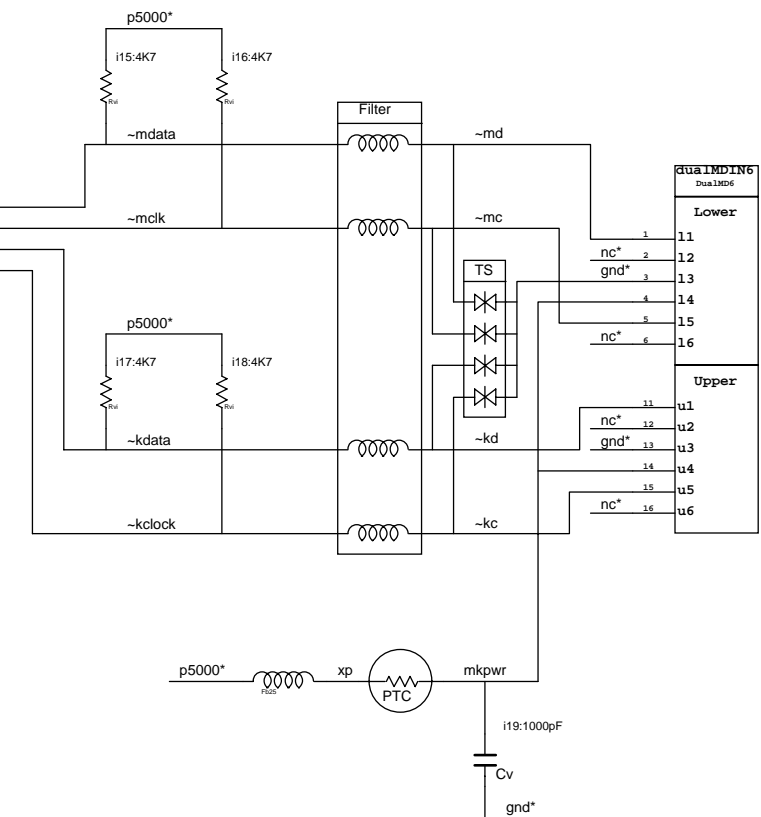 p5000*
i15:4K7
i16:4K7
Rvi
Rvi
Filter
~mdata
~md
dualMDIN6
DualMD6
Lower
~mclk
~mc
1
l1
nc*
2
l2
TS
gnd*
3
l3
4
l4
p5000*
5
l5
nc*
6
l6
i17:4K7
i18:4K7
Upper
Rvi
Rvi
11
u1
nc*
12
u2
~kdata
~kd
gnd*
13
u3
14
u4
15
u5
nc*
16
u6
~kclock
~kc
p5000*
xp
mkpwr
Fb25
PTC
i19:1000pF
Cv
gnd*